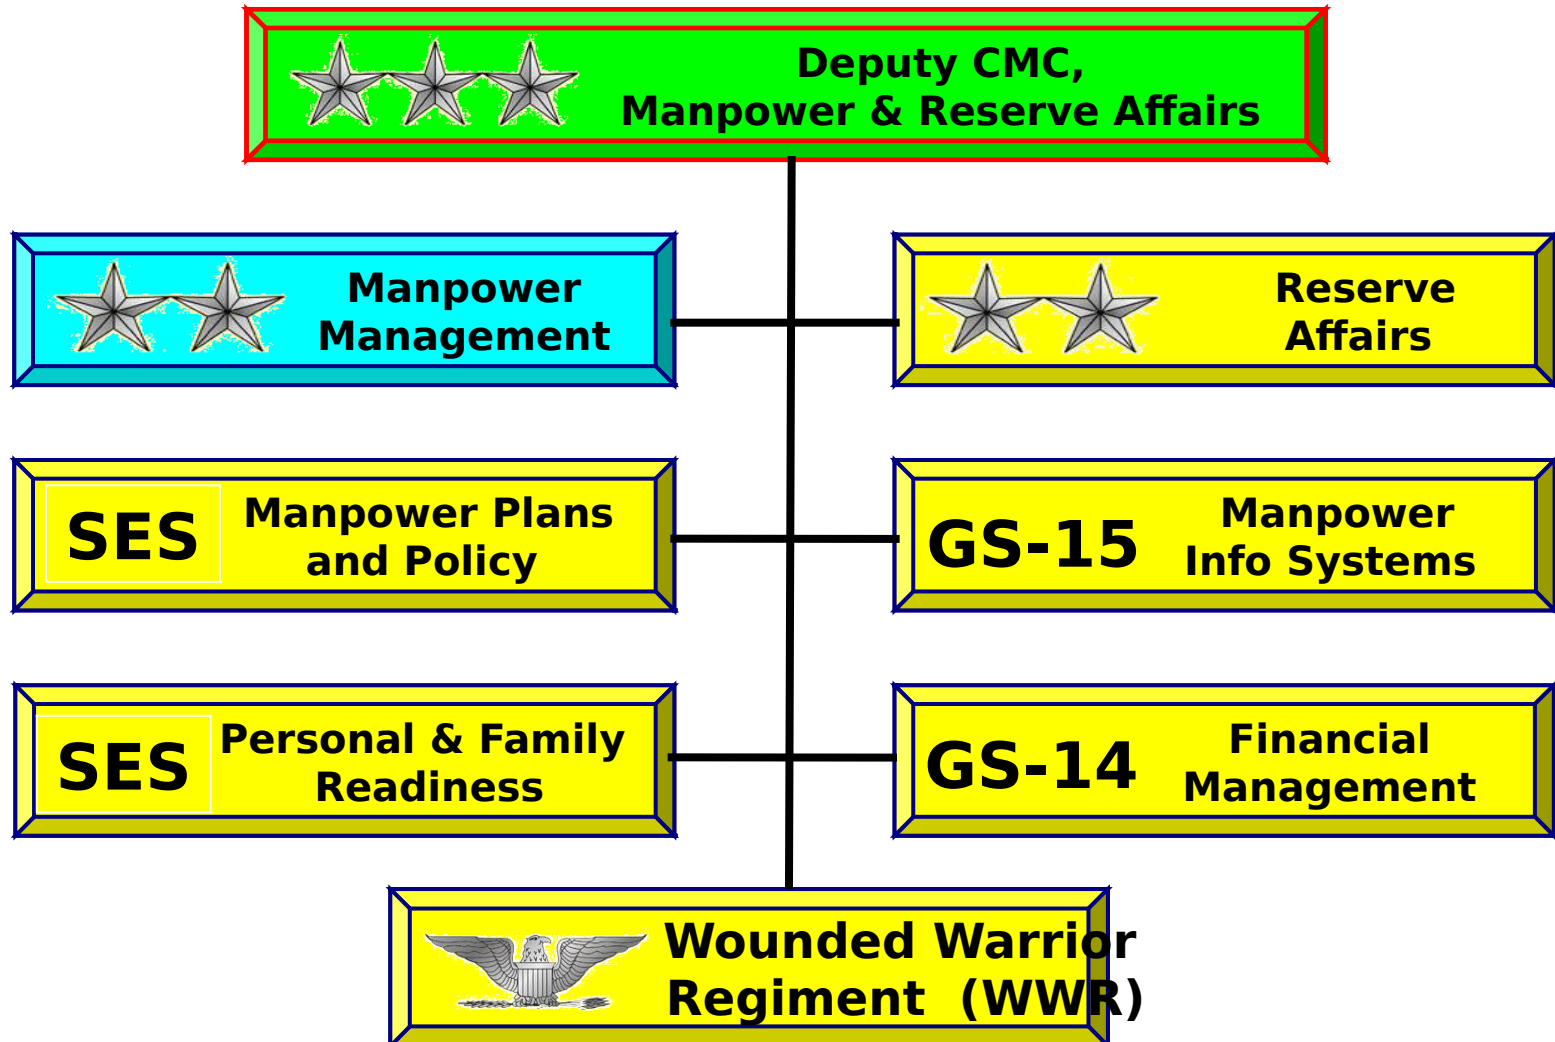 Deputy CMC,
Manpower & Reserve Affairs
Manpower
Management
Reserve
Affairs
SES
Manpower Plans
and Policy
GS-15
Manpower
Info Systems
SES
Personal & Family
Readiness
GS-14
Financial
Management
Wounded Warrior
Regiment (WWR)